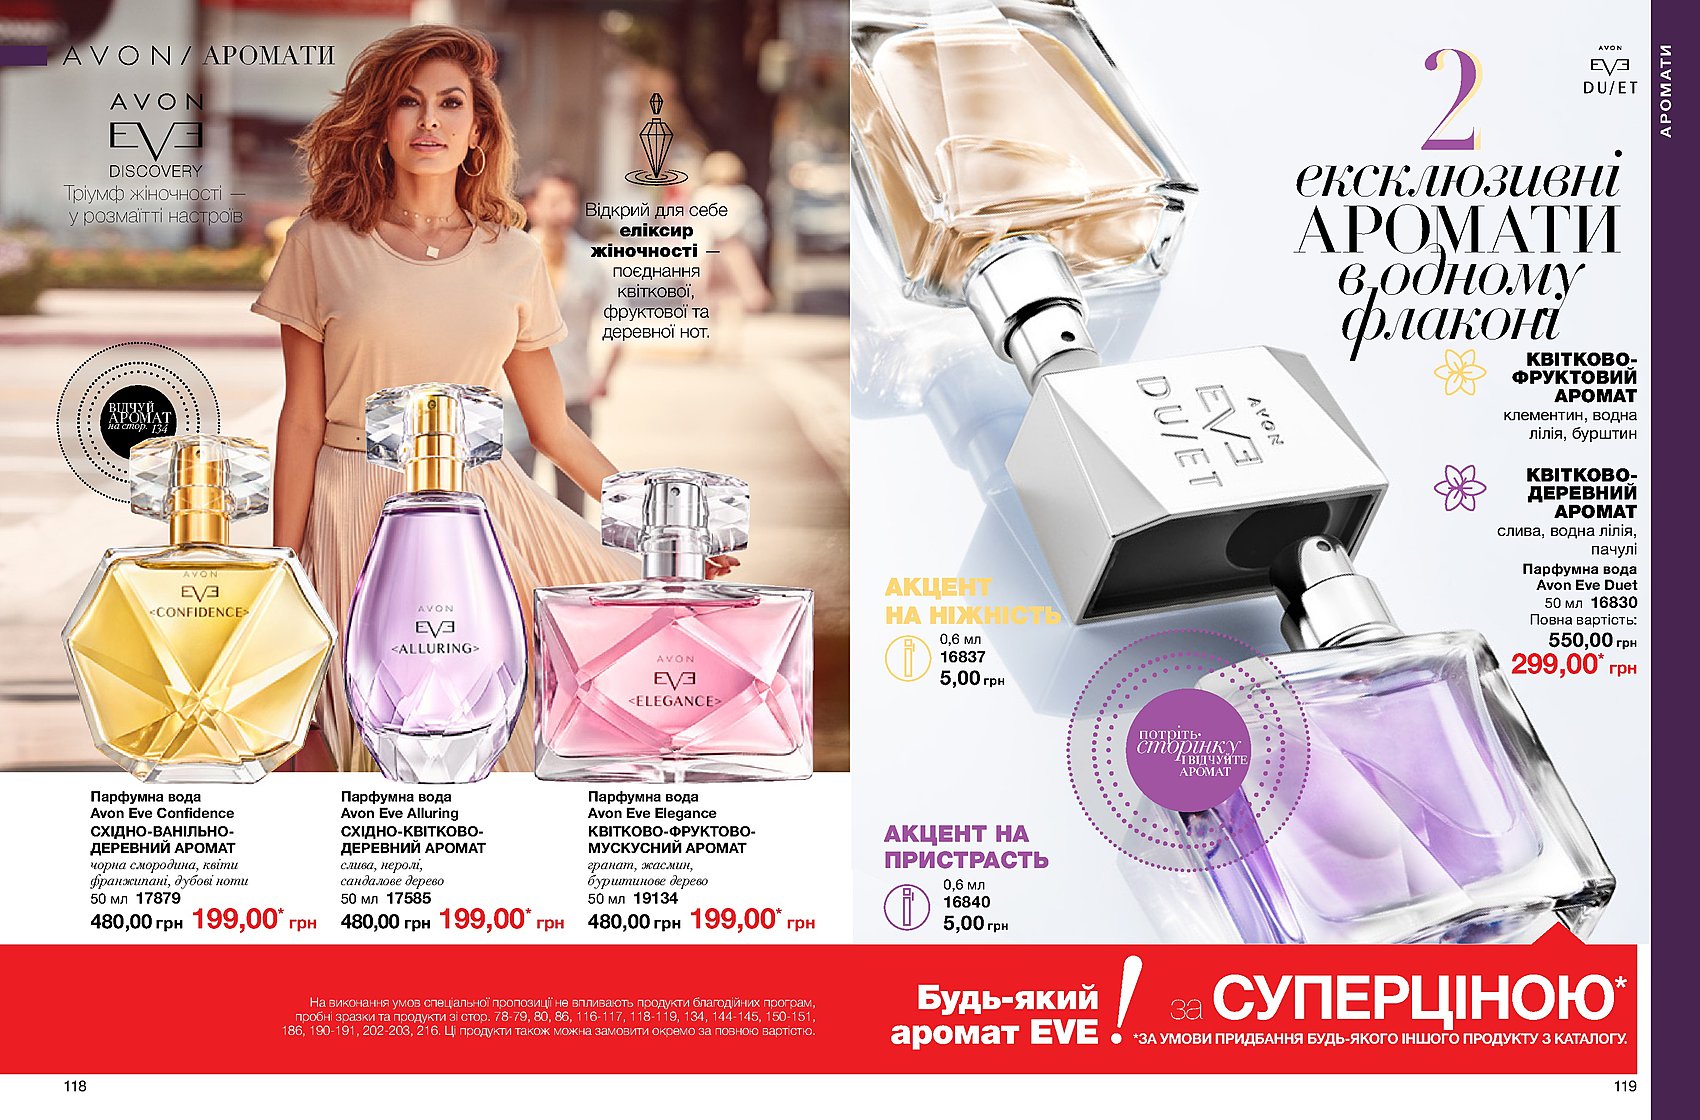 AVON / АРОМАТИ
AVON
EVE
DISCOVERY
Тріумф жіночності —
у розмаїтті настроїв
Відкрий для себе
еліксир
жіночності —
поєднання
квіткової,
фруктової та
деревної нот.
ВІДЧУЙ
АРОМАТ
на стор. 134
AVON
EVE
<CONFIDENCE>
AVON
EVE
<ALLURING>
AVON
EVE
<ELEGANCE>
Парфумна вода
Avon Eve Confidence
СХІДНО-ВАНІЛЬНО-
ДЕРЕВНИЙ АРОМАТ
чорна смородина, квіти
франжипані, дубові ноти
50 мл 17879
480,00 грн 199,00* грн
Парфумна вода
Avon Eve Alluring
СХІДНО-КВІТКОВО-
ДЕРЕВНИЙ АРОМАТ
слива, неролі,
сандалове дерево
50 мл 17585
480,00 грн 199,00* грн
Парфумна вода
Avon Eve Elegance
КВІТКОВО-ФРУКТОВО-
МУСКУСНИЙ АРОМАТ
гранат, жасмин,
бурштинове дерево
50 мл 19134
480,00 грн 199,00* грн
AVON
EVE
DU/ET
АРОМАТИ
2
ексклюзивні
АРОМАТИ
в одному
флаконі
КВІТКОВО-
ФРУКТОВИЙ
АРОМАТ
клементин, водна
лілія, бурштин
КВІТКОВО-
ДЕРЕВНИЙ
АРОМАТ
слива, водна лілія,
пачулі
Парфумна вода
Avon Eve Duet
50 мл 16830
Повна вартість:
550,00 грн
299,00* грн
AVON
EVE
DU/ET
АКЦЕНТ
НА НІЖНІСТЬ
0,6 мл
16837
5,00 грн
ПОТРІТЬ
сторінку
І ВІДЧУЙТЕ
АРОМАТ
АКЦЕНТ НА
ПРИСТРАСТЬ
0,6 мл
16840
5,00 грн
На виконання умов спеціальної пропозиції не впливають продукти благодійних програм,
пробні зразки та продукти зі стор. 78-79, 80, 86, 116-117, 118-119, 134, 144-145, 150-151,
186, 190-191, 202-203, 216. Ці продукти також можна замовити окремо за повною вартістю.
Будь-який
аромат EVE
!
за СУПЕРЦІНОЮ*
*ЗА УМОВИ ПРИДБАННЯ БУДЬ-ЯКОГО ІНШОГО ПРОДУКТУ З КАТАЛОГУ.
118
119